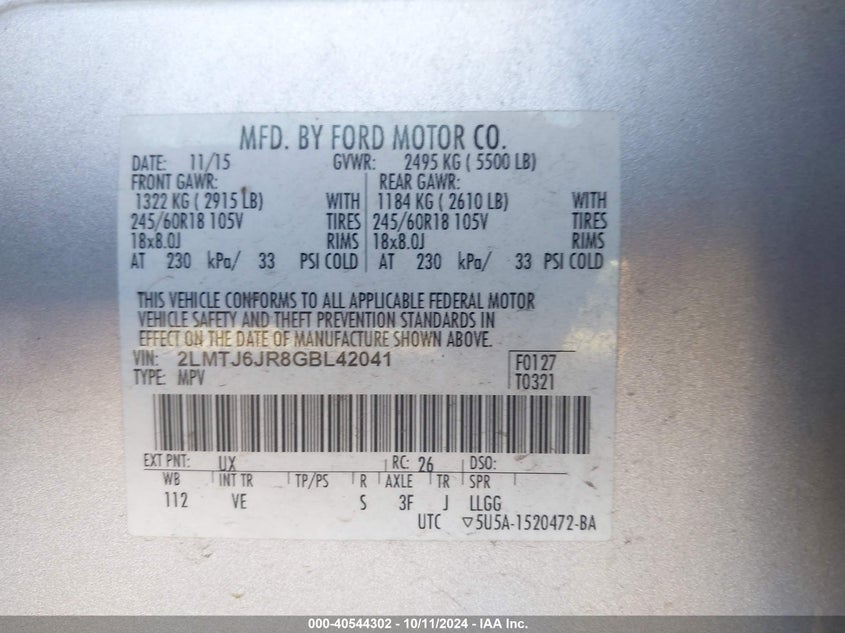 MFD. BY FORD MOTOR CO.
DATE: 11/15 GVWR: 2495 KG ( 5500 LB)
FRONT GAWR: REAR GAWR:
1322 KG ( 2915 LB) WITH 1184 KG ( 2610 LB) WITH
245/60R18 105V TIRES 245/60R18 105V TIRES
18x8.0J RIMS 18x8.0J RIMS
AT 230 kPa/ 33 PSI COLD AT 230 kPa/ 33 PSI COLD
THIS VEHICLE CONFORMS TO ALL APPLICABLE FEDERAL MOTOR
VEHICLE SAFETY AND THEFT PREVENTION STANDARDS IN
EFFECT ON THE DATE OF MANUFACTURE SHOWN ABOVE.
VIN: 2LMTJ6JR8GBL42041 F0127
TYPE: MPV T0321
EXT PNT: UX RC: 26 DSO:
WB INT TR TP/PS R AXLE TR SPR
112 VE S 3F J LLGG
UTC ▽5U5A-1520472-BA
000-40544302 - 10/11/2024 - IAA Inc.